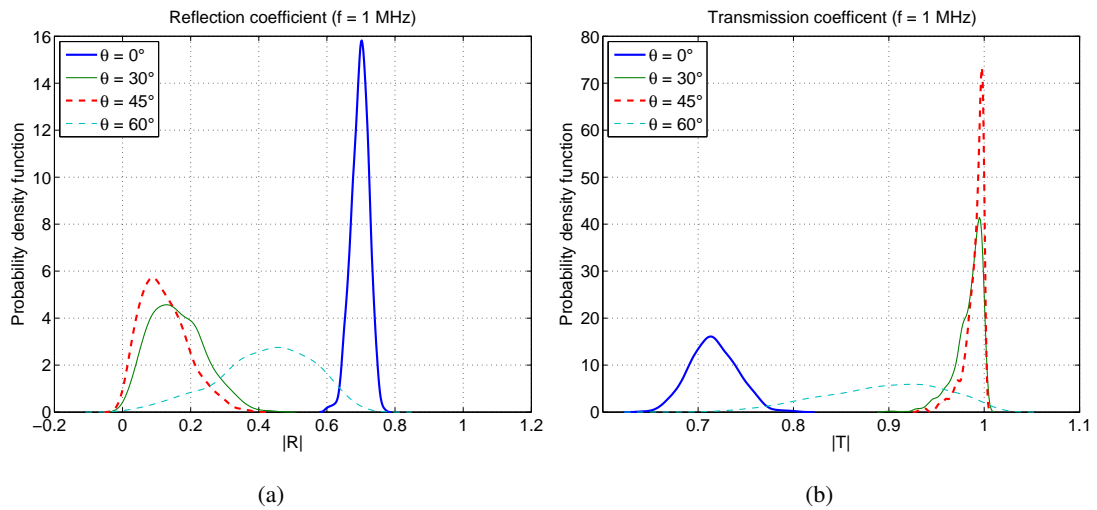 Reflection coefficient (f = 1 MHz)
16
14
12
10
8
6
4
2
0
−0.2
0
0.2
0.4
0.6
0.8
1
1.2
Probability density function
|R|
θ = 0°
θ = 30°
θ = 45°
θ = 60°
(a)
Transmission coefficent (f = 1 MHz)
80
70
60
50
40
30
20
10
0
0.7
0.8
0.9
1
1.1
Probability density function
|T|
θ = 0°
θ = 30°
θ = 45°
θ = 60°
(b)